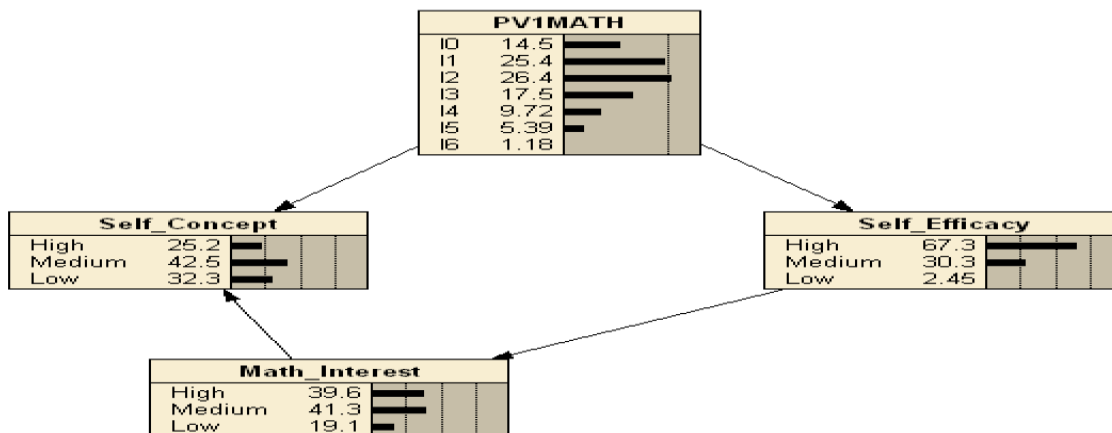 PV1MATH
I0 14.5
I1 25.4
I2 26.4
I3 17.5
I4 9.72
I5 5.39
I6 1.18
Self_Concept
High 25.2
Medium 42.5
Low 32.3
Self_Efficacy
High 67.3
Medium 30.3
Low 2.45
Math_Interest
High 39.6
Medium 41.3
Low 19.1